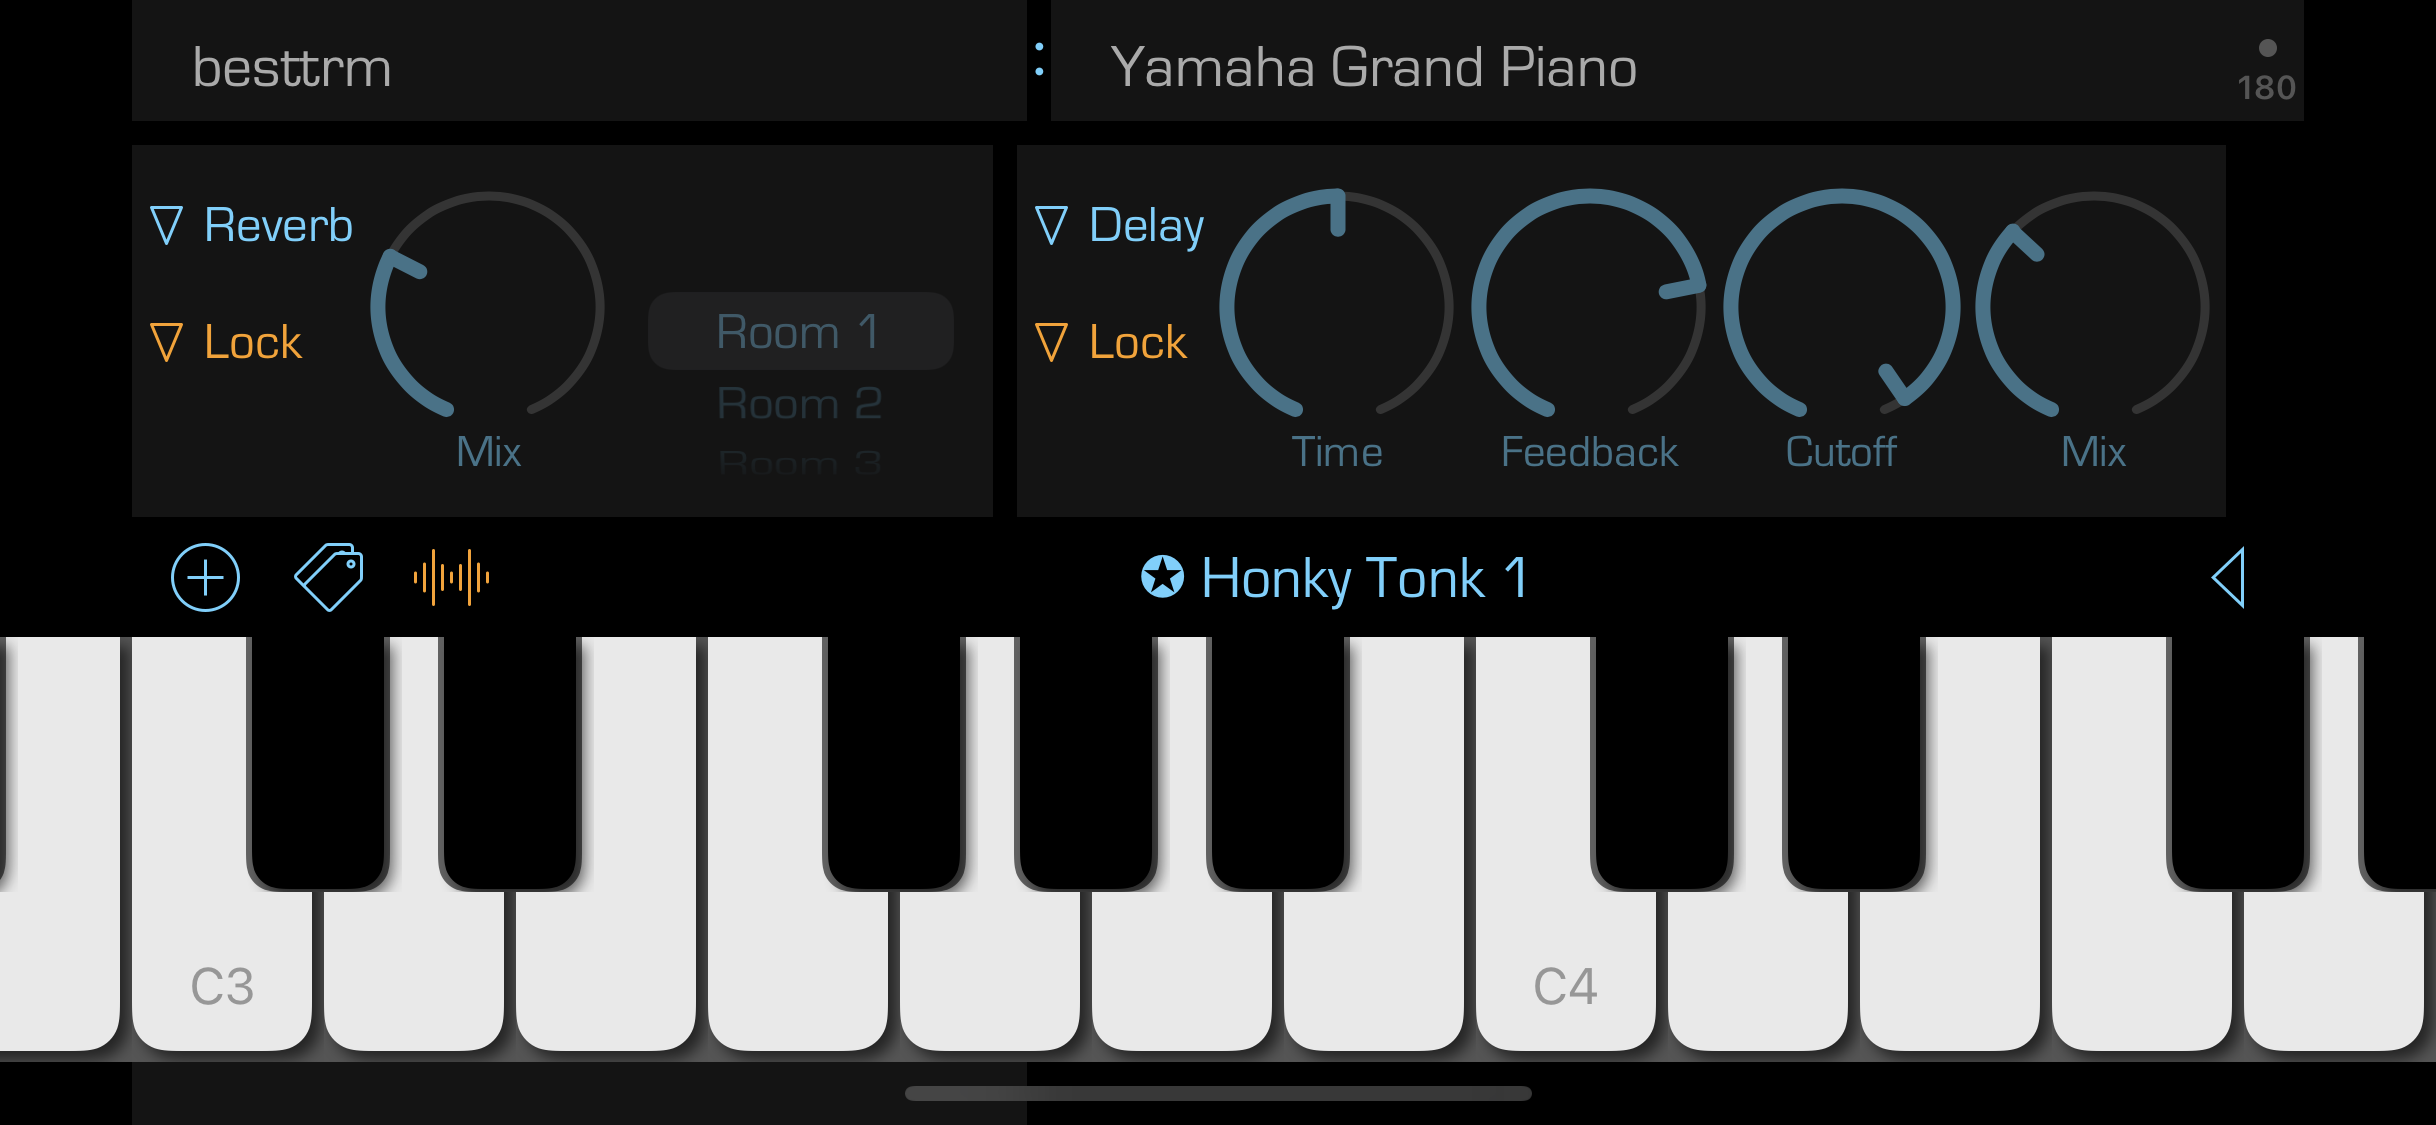 besttrm
Yamaha Grand Piano
180
Reverb
Lock
Mix
Room 1
Room 2
Room 3
Delay
Lock
Time
Feedback
Cutoff
Mix
Honky Tonk 1
C3
C4